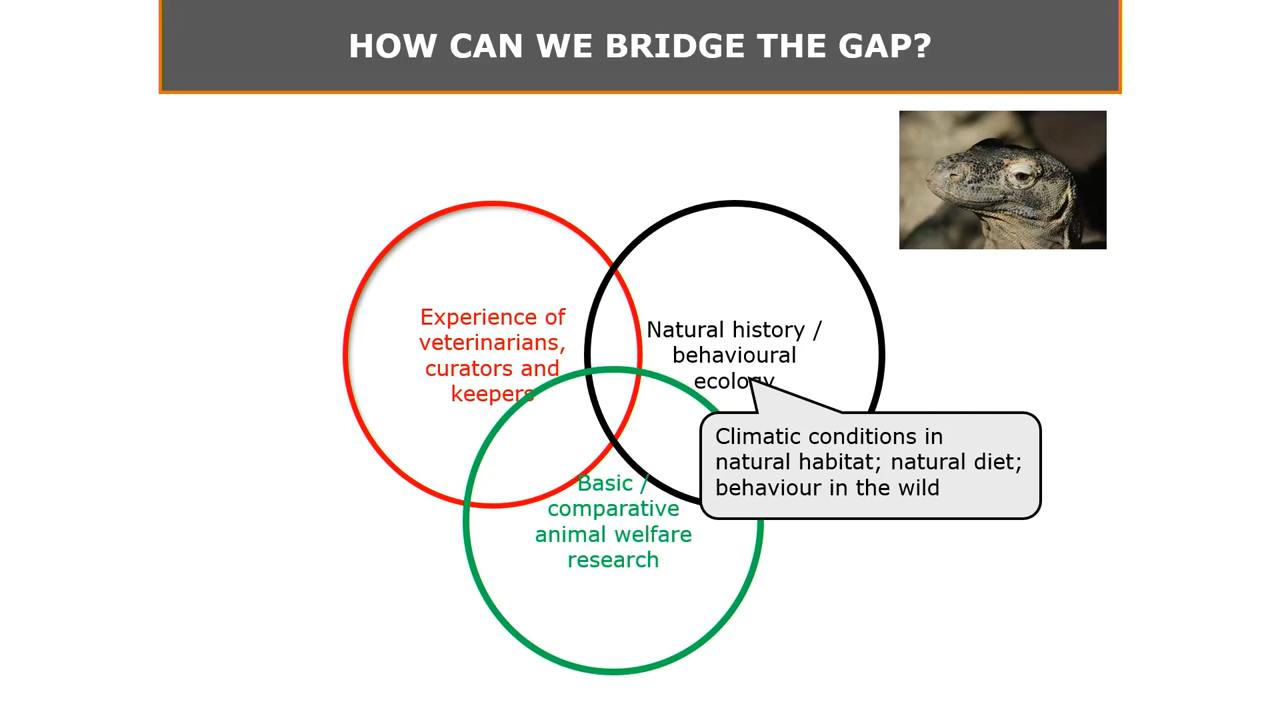 HOW CAN WE BRIDGE THE GAP?
Experience of
veterinarians,
curators and
keepers
Natural history /
behavioural
ecology
Climatic conditions in
natural habitat; natural diet;
behaviour in the wild
Basic /
comparative
animal welfare
research